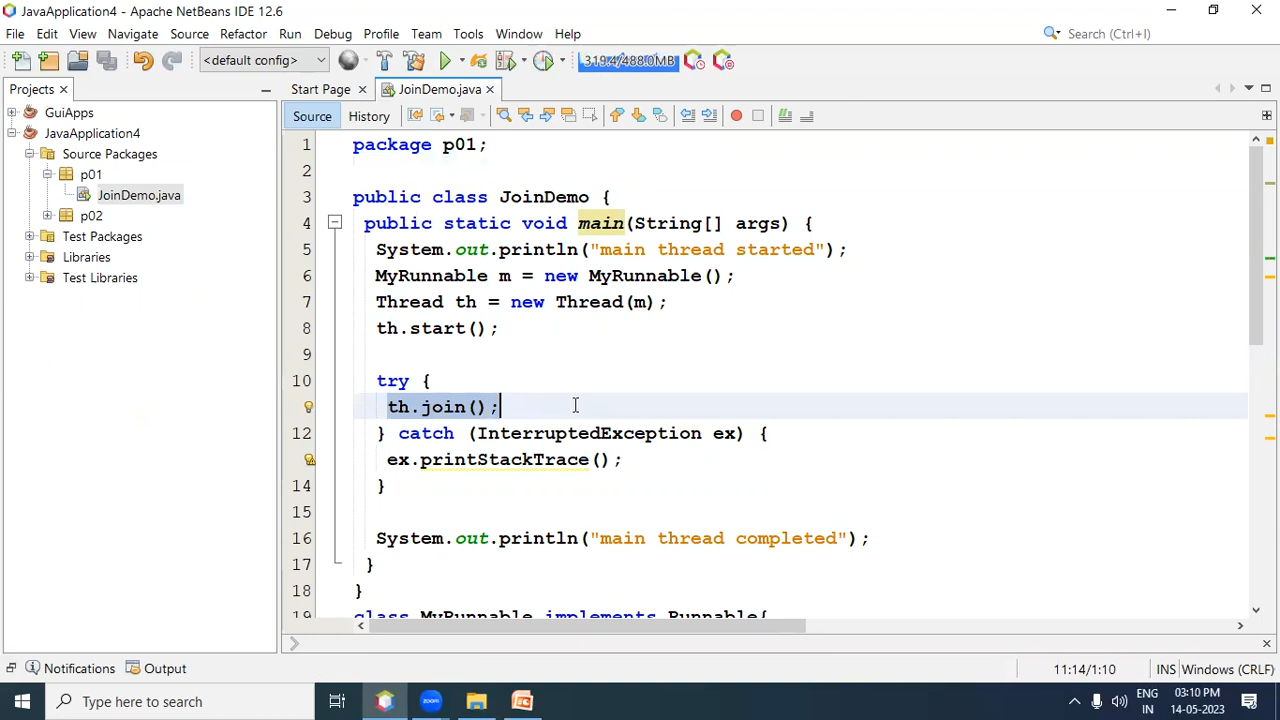 JavaApplication4 - Apache NetBeans IDE 12.6
File Edit View Navigate Source Refactor Run Debug Profile Team Tools Window Help
Search (Ctrl+I)
<default config>
319.4/488.0MB
Projects
Start Page
JoinDemo.java
GuiApps
JavaApplication4
Source Packages
p01
JoinDemo.java
p02
Test Packages
Libraries
Test Libraries
Source History
1 package p01;
2
3 public class JoinDemo {
4 public static void main(String[] args) {
5 System.out.println("main thread started");
6 MyRunnable m = new MyRunnable();
7 Thread th = new Thread(m);
8 th.start();
9
10 try {
th.join();
12 } catch (InterruptedException ex) {
ex.printStackTrace();
14 }
15
16 System.out.println("main thread completed");
17 }
18 }
19 class MyRunnable implements Runnable{
Notifications Output
11:14/1:10 INS Windows (CRLF)
Type here to search
zoom
ENG
IN
03:10 PM
14-05-2023